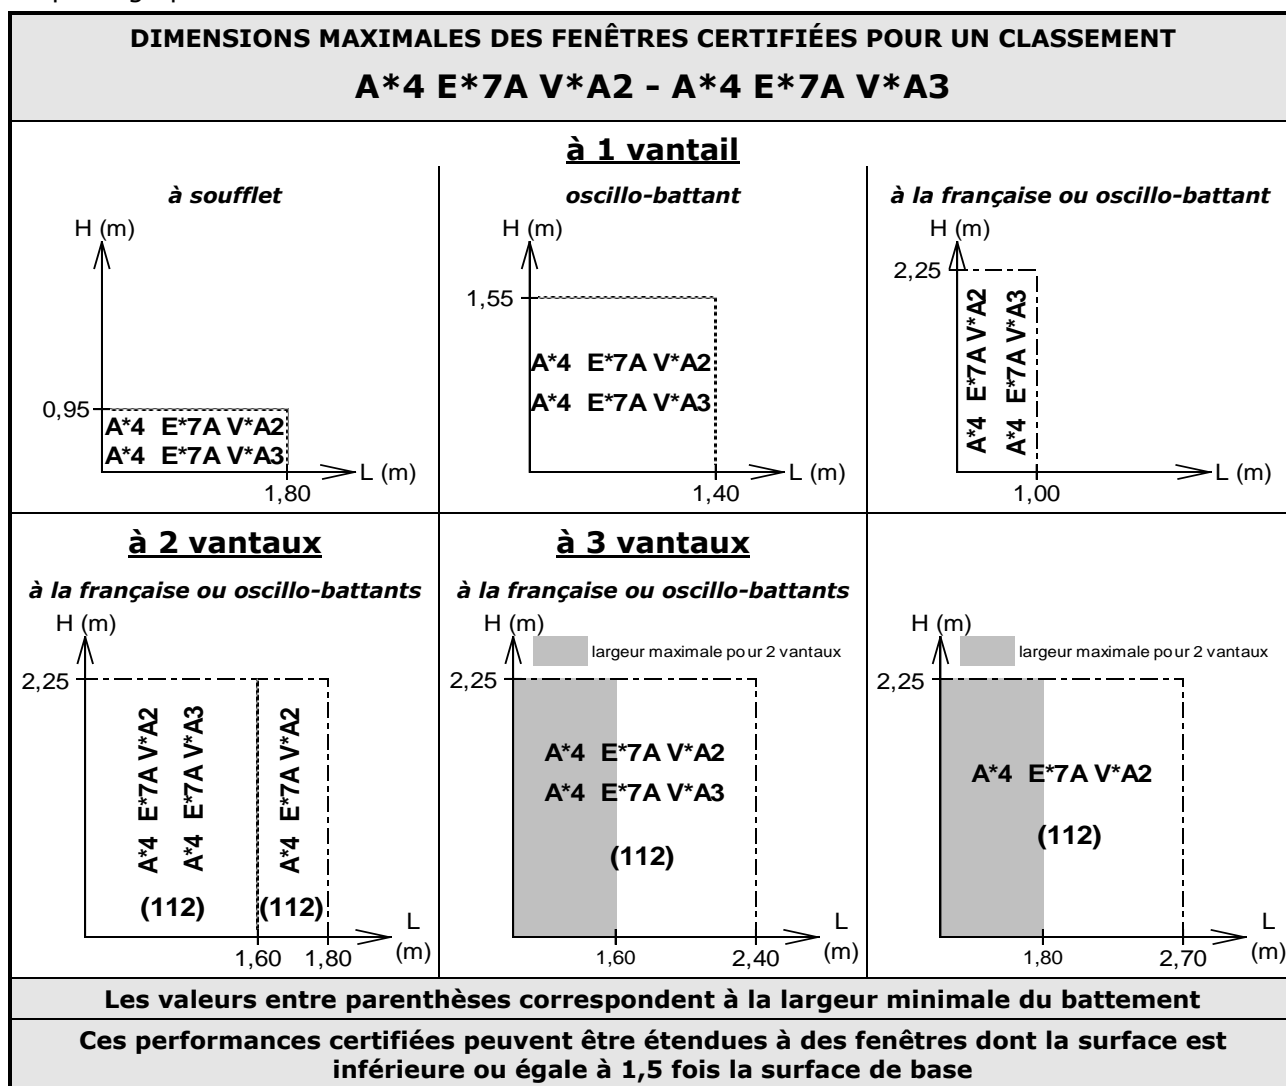 DIMENSIONS MAXIMALES DES FENÊTRES CERTIFIÉES POUR UN CLASSEMENT
A*4 E*7A V*A2 - A*4 E*7A V*A3
à 1 vantail
à soufflet
H (m)
0,95
A*4 E*7A V*A2
A*4 E*7A V*A3
L (m)
1,80
oscillo-battant
H (m)
1,55
A*4 E*7A V*A2
A*4 E*7A V*A3
L (m)
1,40
à la française ou oscillo-battant
H (m)
2,25
A*4 E*7A V*A2
A*4 E*7A V*A3
L (m)
1,00
à 2 vantaux
à la française ou oscillo-battants
H (m)
2,25
A*4 E*7A V*A2
A*4 E*7A V*A3
A*4 E*7A V*A2
(112)
(112)
L
(m)
1,60
1,80
à 3 vantaux
à la française ou oscillo-battants
H (m)
largeur maximale pour 2 vantaux
2,25
A*4 E*7A V*A2
A*4 E*7A V*A3
(112)
L
(m)
1,60
2,40
H (m)
largeur maximale pour 2 vantaux
2,25
A*4 E*7A V*A2
(112)
L
(m)
1,80
2,70
Les valeurs entre parenthèses correspondent à la largeur minimale du battement
Ces performances certifiées peuvent être étendues à des fenêtres dont la surface est
inférieure ou égale à 1,5 fois la surface de base